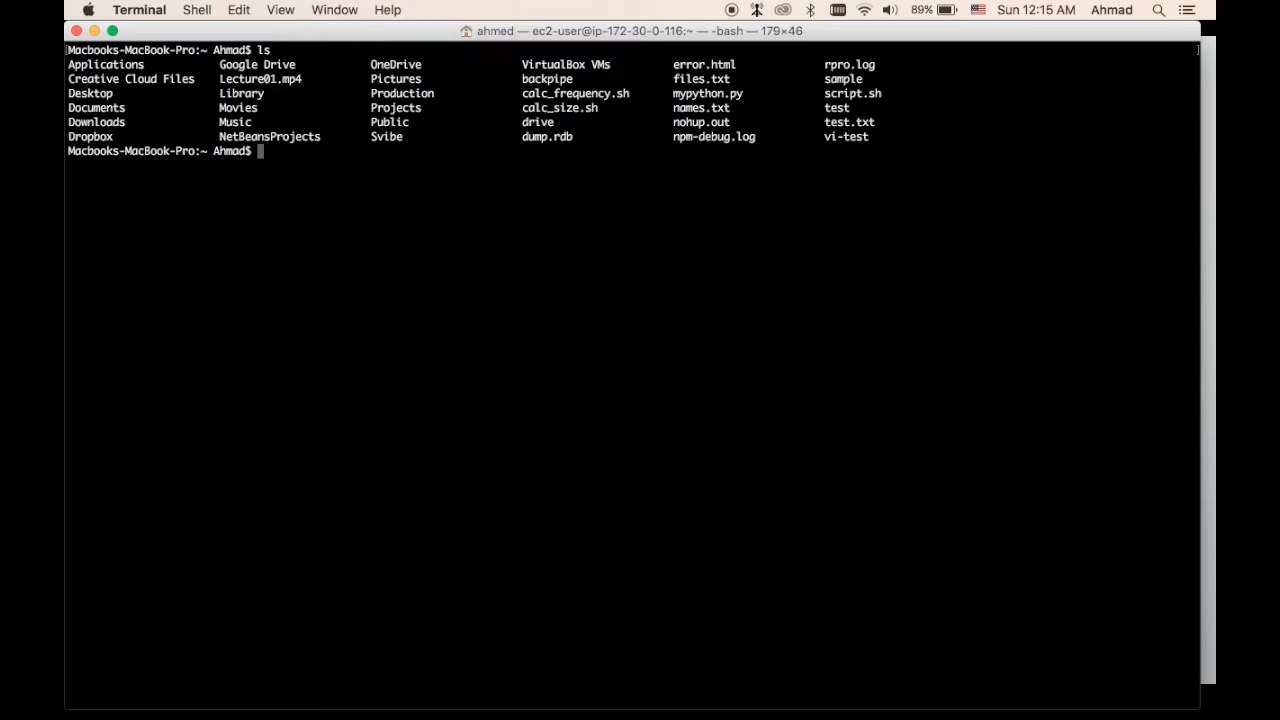 Terminal Shell Edit View Window Help 89% Sun 12:15 AM Ahmad
ahmed — ec2-user@ip-172-30-0-116:~ — -bash — 179×46
Macbooks-MacBook-Pro:~ Ahmad$ ls
Applications Google Drive OneDrive VirtualBox VMs error.html rpro.log
Creative Cloud Files Lecture01.mp4 Pictures backpipe files.txt sample
Desktop Library Production calc_frequency.sh mypython.py script.sh
Documents Movies Projects calc_size.sh names.txt test
Downloads Music Public drive nohup.out test.txt
Dropbox NetBeansProjects Svibe dump.rdb npm-debug.log vi-test
Macbooks-MacBook-Pro:~ Ahmad$